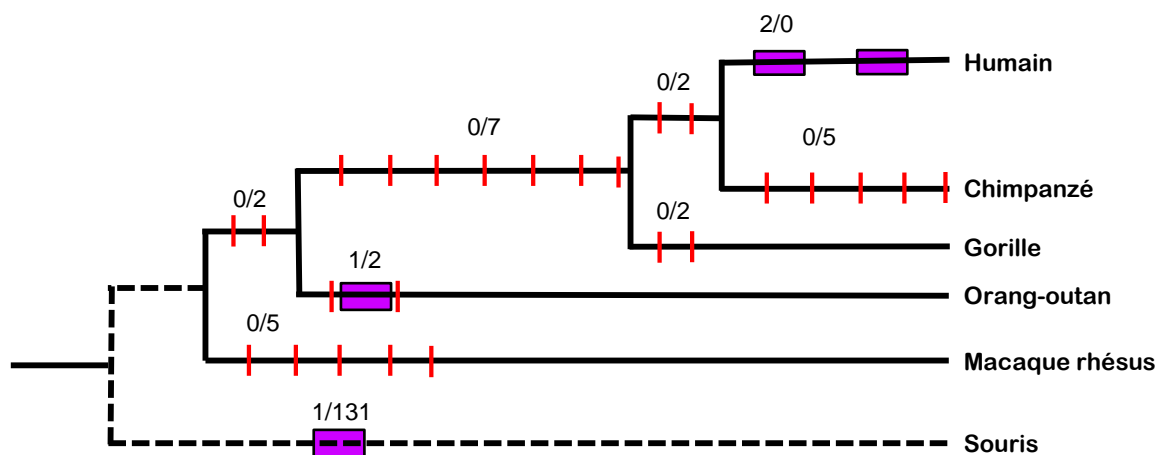 2/0
Humain
0/2
0/7
0/5
Chimpanzé
0/2
0/2
Gorille
1/2
Orang-outan
0/5
Macaque rhésus
1/131
Souris